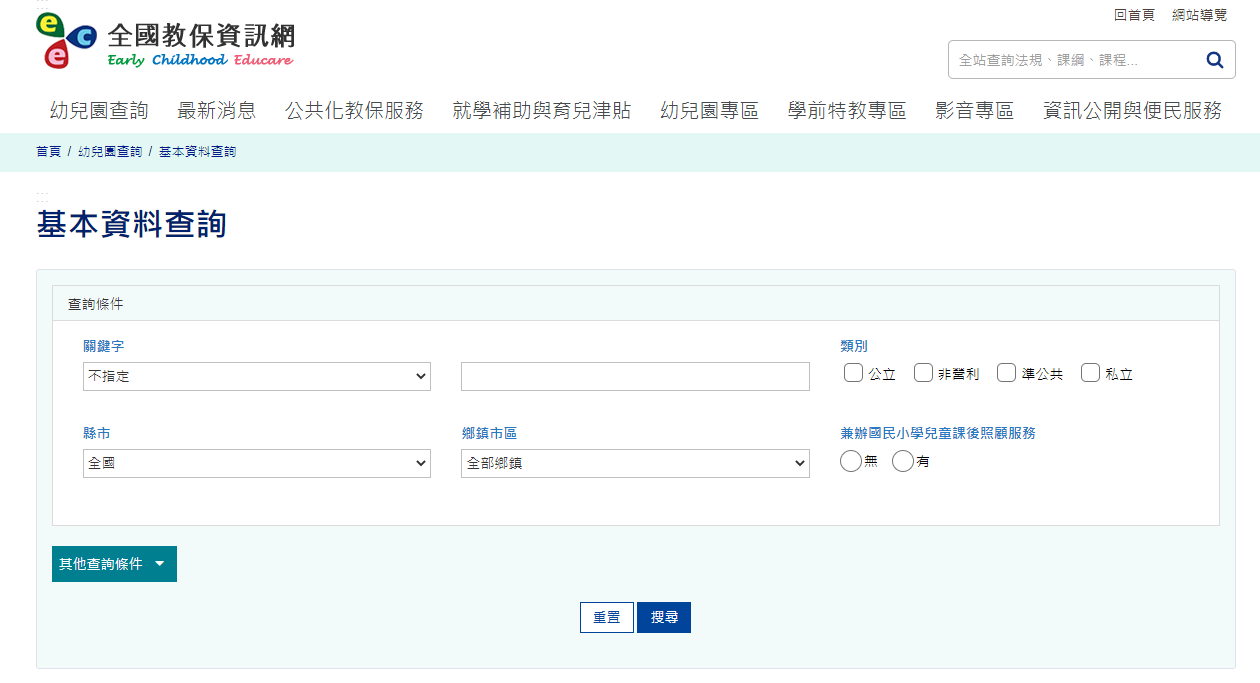 :::
回首頁 網站導覽
e c e
全國教保資訊網
Early Childhood Educare
全站查詢法規、課綱、課程...
幼兒園查詢 最新消息 公共化教保服務 就學補助與育兒津貼 幼兒園專區 學前特教專區 影音專區 資訊公開與便民服務
首頁 / 幼兒園查詢 / 基本資料查詢
:::
基本資料查詢
查詢條件
關鍵字 類別
不指定 公立 非營利 準公共 私立
縣市 鄉鎮市區 兼辦國民小學兒童課後照顧服務
全國 全部鄉鎮 無 有
其他查詢條件
重置 搜尋